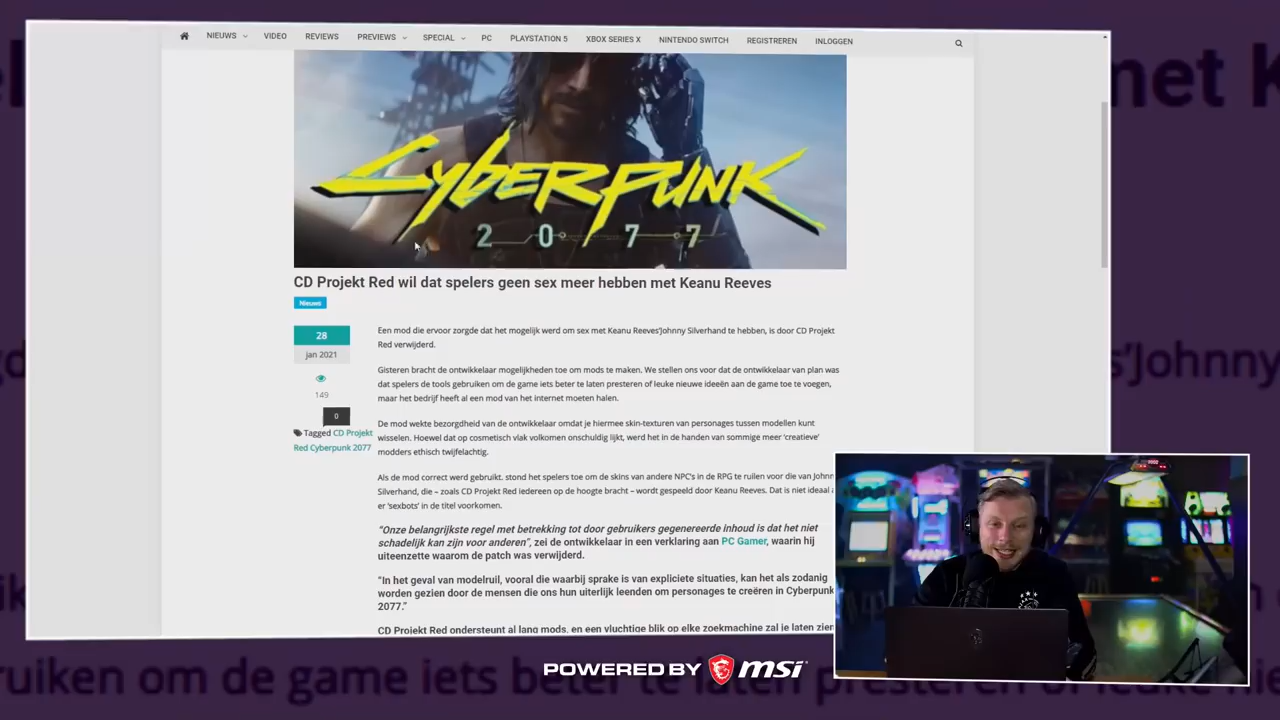 NIEUWS VIDEO REVIEWS PREVIEWS SPECIAL PC PLAYSTATION 5 XBOX SERIES X NINTENDO SWITCH REGISTREREN INLOGGEN
met K
CYBERPUNK
2077
CD Projekt Red wil dat spelers geen sex meer hebben met Keanu Reeves
Nieuws
28
jan 2021
149
0
Tagged CD Projekt
Red Cyberpunk 2077
Een mod die ervoor zorgde dat het mogelijk werd om sex met Keanu Reeves'Johnny Silverhand te hebben, is door CD Projekt
Red verwijderd.
Gisteren bracht de ontwikkelaar mogelijkheden toe om mods te maken. We stellen ons voor dat de ontwikkelaar van plan was
dat spelers de tools gebruiken om de game iets beter te laten presteren of leuke nieuwe ideeën aan de game toe te voegen,
maar het bedrijf heeft al een mod van het internet moeten halen.
De mod wekte bezorgdheid van de ontwikkelaar omdat je hiermee skin-texturen van personages tussen modellen kunt
wisselen. Hoewel dat op cosmetisch vlak volkomen onschuldig lijkt, werd het in de handen van sommige meer 'creatieve'
modders ethisch twijfelachtig.
Als de mod correct werd gebruikt. stond het spelers toe om de skins van andere NPC's in de RPG te ruilen voor die van Johnn
Silverhand, die – zoals CD Projekt Red iedereen op de hoogte bracht – wordt gespeeld door Keanu Reeves. Dat is niet ideaal a
er 'sexbots' in de titel voorkomen.
"Onze belangrijkste regel met betrekking tot door gebruikers gegenereerde inhoud is dat het niet
schadelijk kan zijn voor anderen", zei de ontwikkelaar in een verklaring aan PC Gamer, waarin hij
uiteenzette waarom de patch was verwijderd.
"In het geval van modelruil, vooral die waarbij sprake is van expliciete situaties, kan het als zodanig
worden gezien door de mensen die ons hun uiterlijk leenden om personages te creëren in Cyberpunk
2077."
CD Projekt Red ondersteunt al lang mods, en een vluchtige blik op elke zoekmachine zal je laten zien
s'Johnny
POWERED BY msi
ruiken om de game iets beter te laten presteren of leuke nie